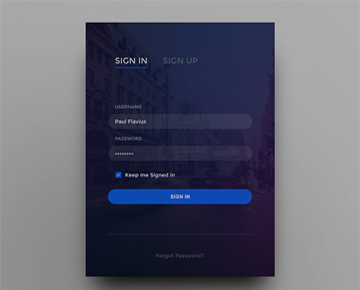 SIGN IN SIGN UP
USERNAME
Paul Flavius
PASSWORD
••••••••
Keep me Signed in
SIGN IN
Forgot Password?